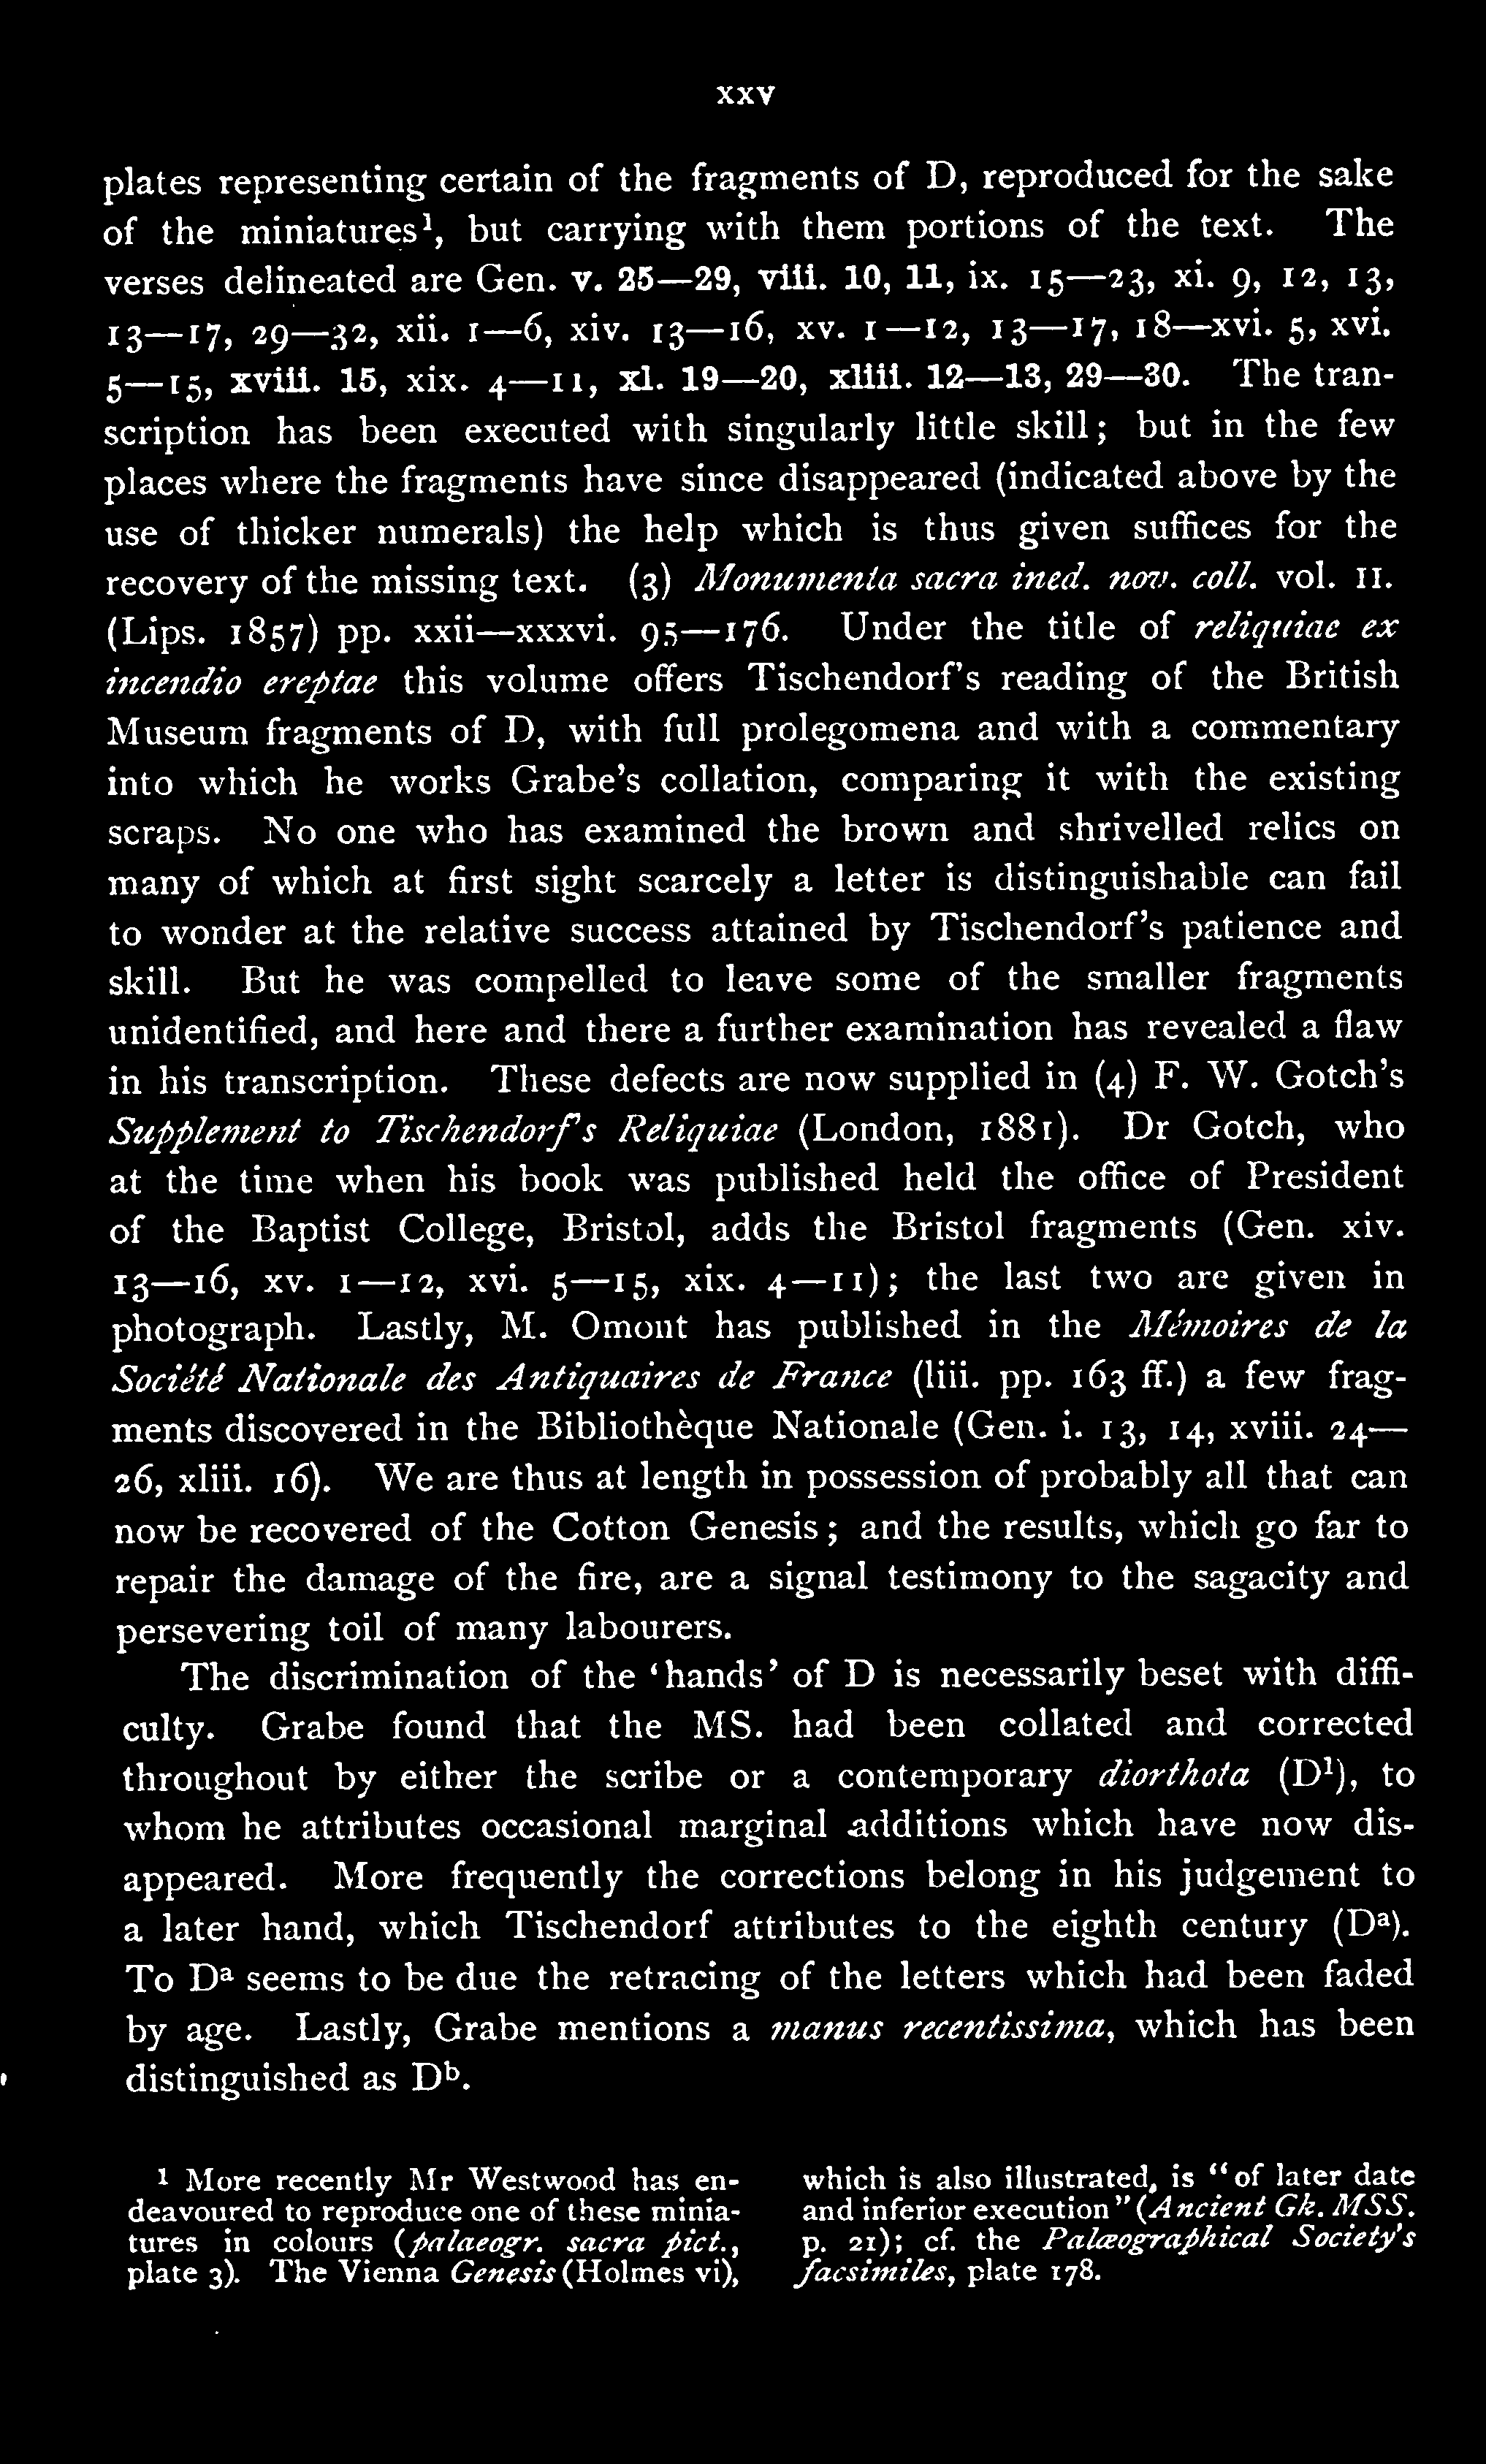 xxv
plates representing certain of the fragments of D, reproduced for the sake
of the miniatures¹, but carrying with them portions of the text. The
verses delineated are Gen. v. 25—29, viii. 10, 11, ix. 15—23, xi. 9, 12, 13,
13—17, 29—32, xii. 1—6, xiv. 13—16, xv. 1—12, 13—17, 18—xvi. 5, xvi.
5—15, xviii. 15, xix. 4—11, xl. 19—20, xliii. 12—13, 29—30. The tran-
scription has been executed with singularly little skill; but in the few
places where the fragments have since disappeared (indicated above by the
use of thicker numerals) the help which is thus given suffices for the
recovery of the missing text. (3) Monumenta sacra ined. nov. coll. vol. II.
(Lips. 1857) pp. xxii—xxxvi. 95—176. Under the title of reliquiae ex
incendio ereptae this volume offers Tischendorf's reading of the British
Museum fragments of D, with full prolegomena and with a commentary
into which he works Grabe's collation, comparing it with the existing
scraps. No one who has examined the brown and shrivelled relics on
many of which at first sight scarcely a letter is distinguishable can fail
to wonder at the relative success attained by Tischendorf's patience and
skill. But he was compelled to leave some of the smaller fragments
unidentified, and here and there a further examination has revealed a flaw
in his transcription. These defects are now supplied in (4) F. W. Gotch's
Supplement to Tischendorf's Reliquiae (London, 1881). Dr Gotch, who
at the time when his book was published held the office of President
of the Baptist College, Bristol, adds the Bristol fragments (Gen. xiv.
13—16, xv. 1—12, xvi. 5—15, xix. 4—11); the last two are given in
photograph. Lastly, M. Omont has published in the Mémoires de la
Société Nationale des Antiquaires de France (liii. pp. 163 ff.) a few frag-
ments discovered in the Bibliothèque Nationale (Gen. i. 13, 14, xviii. 24—
26, xliii. 16). We are thus at length in possession of probably all that can
now be recovered of the Cotton Genesis; and the results, which go far to
repair the damage of the fire, are a signal testimony to the sagacity and
persevering toil of many labourers.
The discrimination of the 'hands' of D is necessarily beset with diffi-
culty. Grabe found that the MS. had been collated and corrected
throughout by either the scribe or a contemporary diorthota (D¹), to
whom he attributes occasional marginal additions which have now dis-
appeared. More frequently the corrections belong in his judgement to
a later hand, which Tischendorf attributes to the eighth century (Dᵃ).
To Dᵃ seems to be due the retracing of the letters which had been faded
by age. Lastly, Grabe mentions a manus recentissima, which has been
distinguished as Dᵇ.
¹ More recently Mr Westwood has en-
deavoured to reproduce one of these minia-
tures in colours (palaeogr. sacra pict.,
plate 3). The Vienna Genesis (Holmes vi),
which is also illustrated, is "of later date
and inferior execution" (Ancient Gk. MSS.
p. 21); cf. the Palæographical Society's
facsimiles, plate 178.